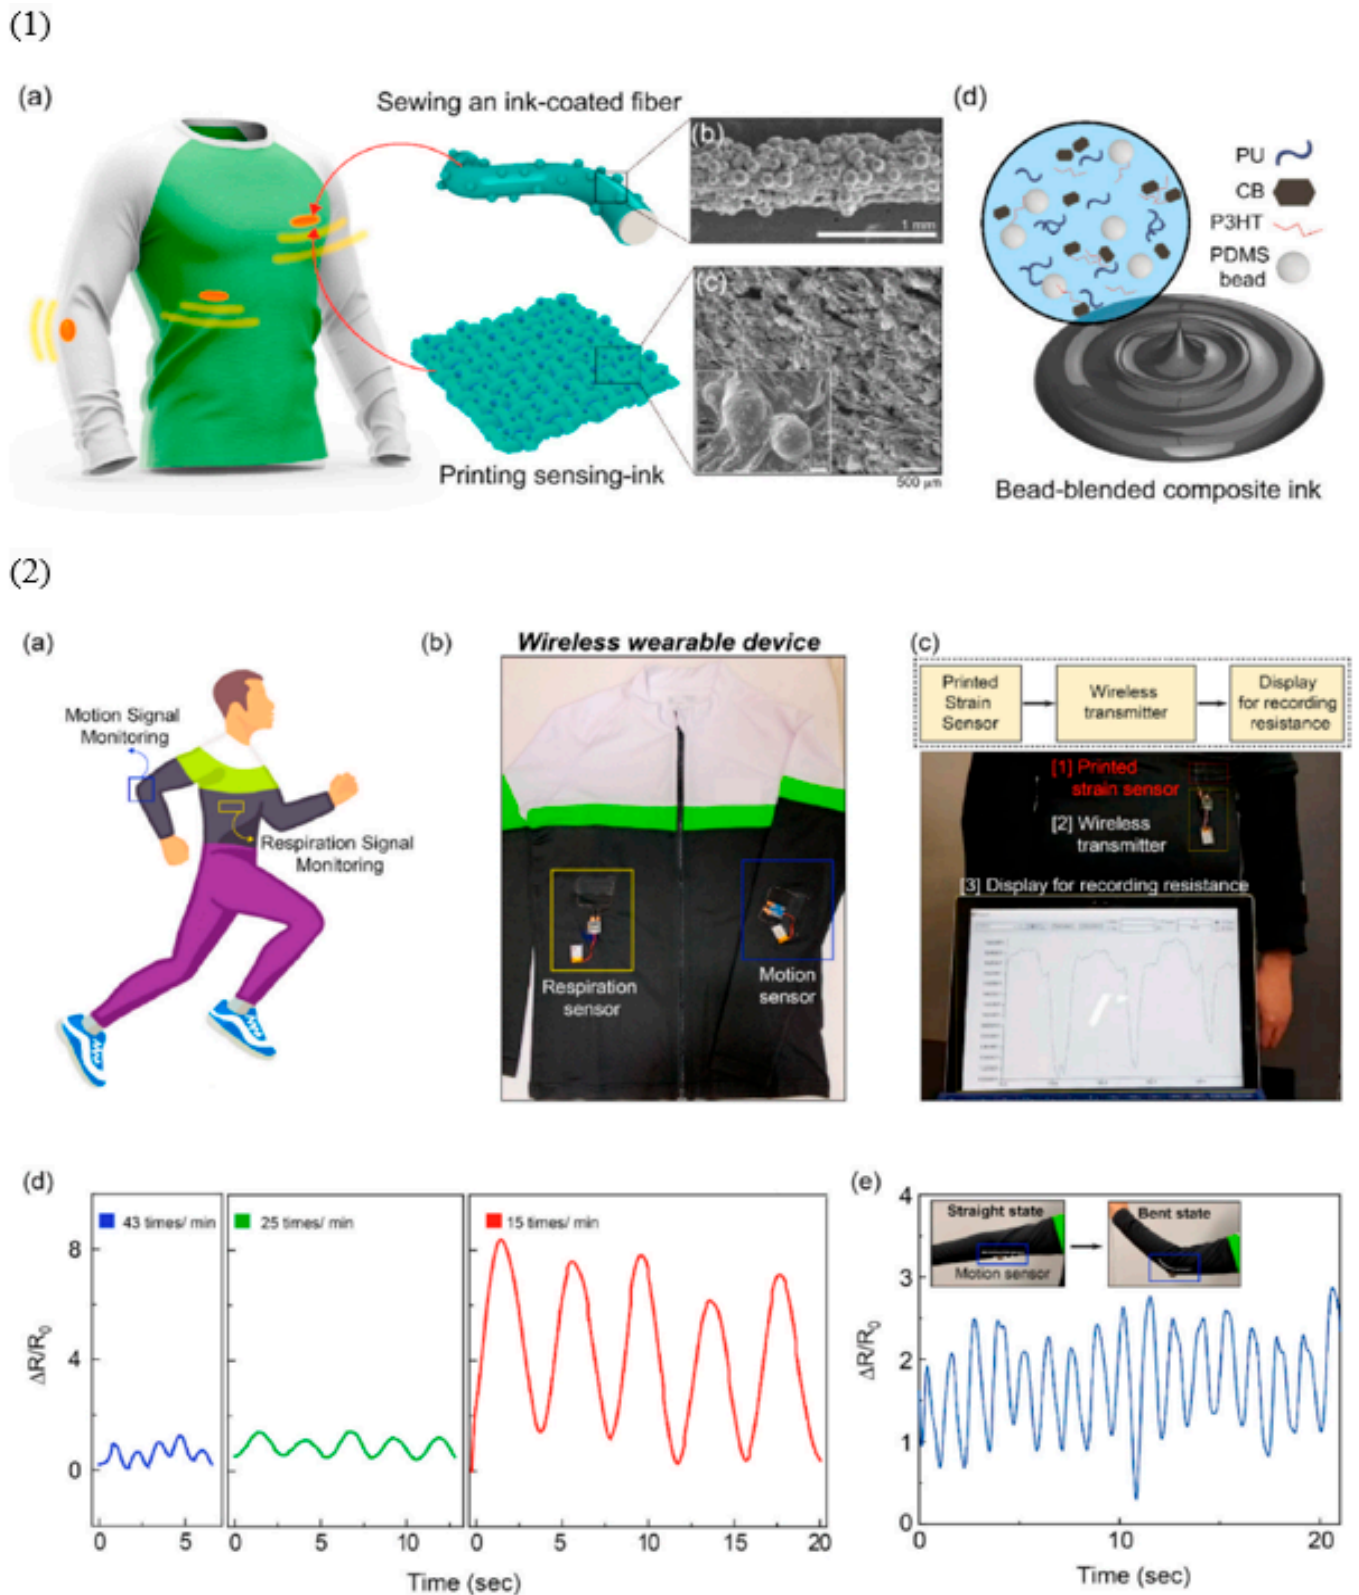 (1)
(a)
Sewing an ink-coated fiber
(b)
1 mm
(c)
500 μm
Printing sensing-ink
(d)
PU
CB
P3HT
PDMS
bead
Bead-blended composite ink
(2)
(a)
Motion Signal
Monitoring
Respiration Signal
Monitoring
(b)
Wireless wearable device
Respiration
sensor
Motion
sensor
(c)
Printed
Strain
Sensor
Wireless
transmitter
Display
for recording
resistance
[1] Printed
strain sensor
[2] Wireless
transmitter
[3] Display for recording resistance
(d)
43 times/ min
25 times/ min
15 times/ min
8
4
0
ΔR/R0
0 5
0 5 10
0 5 10 15 20
Time (sec)
(e)
Straight state
Bent state
Motion sensor
4
3
2
1
0
ΔR/R0
0 10 20
Time (sec)